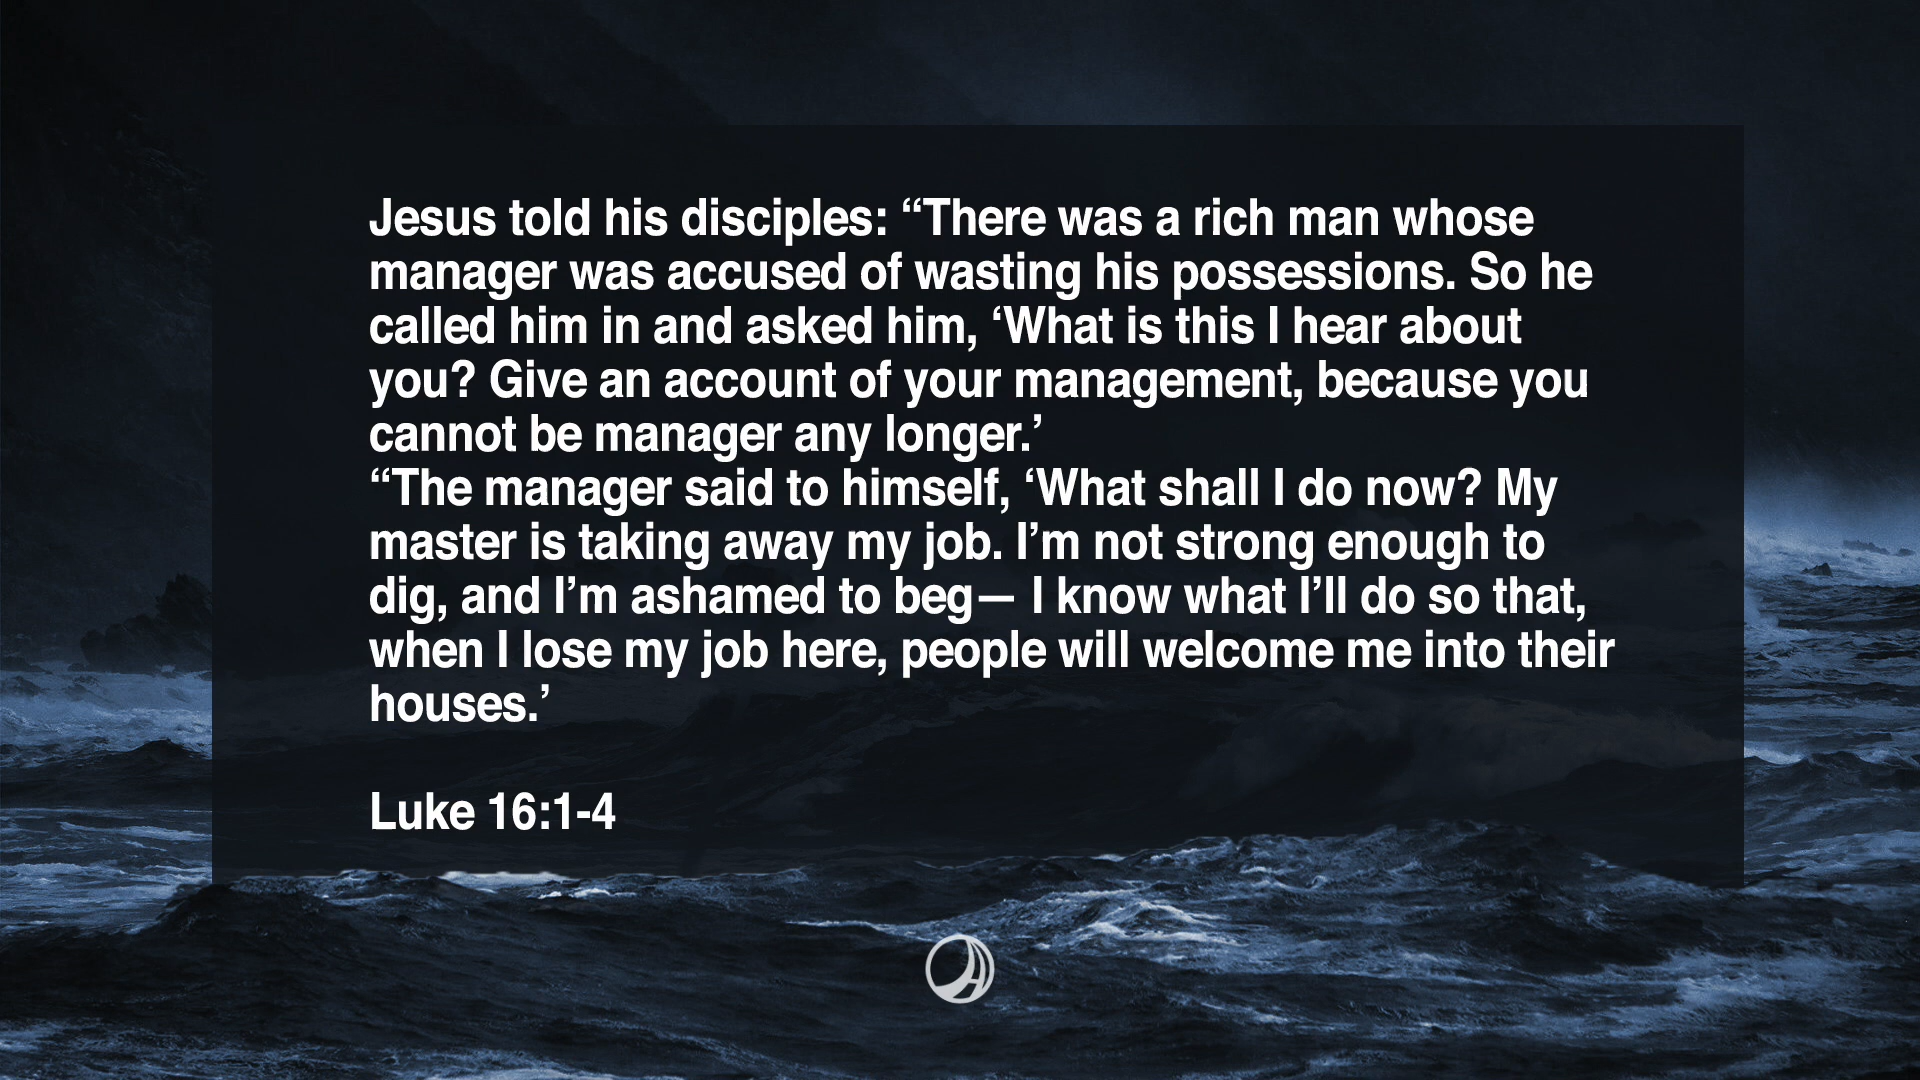 Jesus told his disciples: “There was a rich man whose
manager was accused of wasting his possessions. So he
called him in and asked him, ‘What is this I hear about
you? Give an account of your management, because you
cannot be manager any longer.’
“The manager said to himself, ‘What shall I do now? My
master is taking away my job. I’m not strong enough to
dig, and I’m ashamed to beg— I know what I’ll do so that,
when I lose my job here, people will welcome me into their
houses.’
Luke 16:1-4